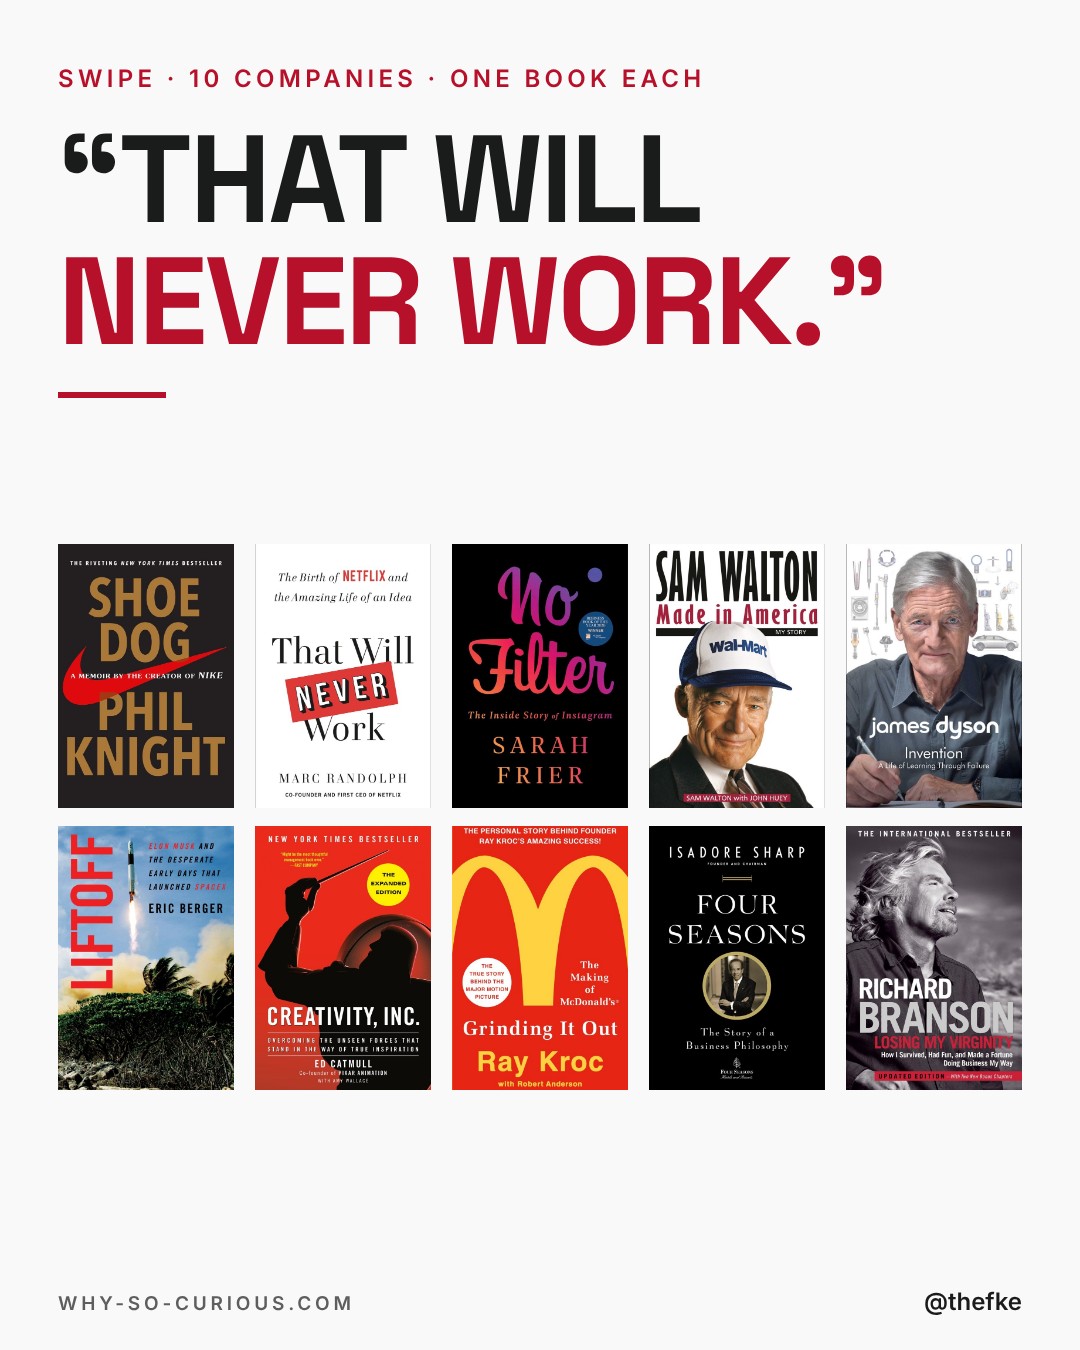 SWIPE · 10 COMPANIES · ONE BOOK EACH
“THAT WILL
NEVER WORK.”
THE RIVETING NEW YORK TIMES BESTSELLER
SHOE
DOG
A MEMOIR BY THE CREATOR OF NIKE
PHIL
KNIGHT
The Birth of NETFLIX and
the Amazing Life of an Idea
That Will
NEVER
Work
MARC RANDOLPH
CO-FOUNDER AND FIRST CEO OF NETFLIX
No
Filter
The Inside Story of Instagram
SARAH
FRIER
SAM WALTON
Made in America
MY STORY
Wal-Mart
SAM WALTON with JOHN HUEY
james dyson
Invention
A Life of Learning Through Failure
LIFTOFF
ELON MUSK AND
THE DESPERATE
EARLY DAYS THAT
LAUNCHED SPACEX
ERIC BERGER
NEW YORK TIMES BESTSELLER
THE
EXPANDED
EDITION
CREATIVITY, INC.
OVERCOMING THE UNSEEN FORCES THAT
STAND IN THE WAY OF TRUE INSPIRATION
ED CATMULL
Co-founder of PIXAR ANIMATION
WITH AMY WALLACE
THE PERSONAL STORY BEHIND FOUNDER
RAY KROC'S AMAZING SUCCESS!
THE
TRUE STORY
BEHIND THE
MAJOR MOTION
PICTURE
The
Making
of
McDonald's®
Grinding It Out
Ray Kroc
with Robert Anderson
ISADORE SHARP
FOUNDER AND CHAIRMAN
FOUR
SEASONS
The Story of a
Business Philosophy
FOUR SEASONS
Hotels and Resorts
THE INTERNATIONAL BESTSELLER
RICHARD
BRANSON
LOSING MY VIRGINITY
How I Survived, Had Fun, and Made a Fortune
Doing Business My Way
UPDATED EDITION
WHY-SO-CURIOUS.COM
@thefke